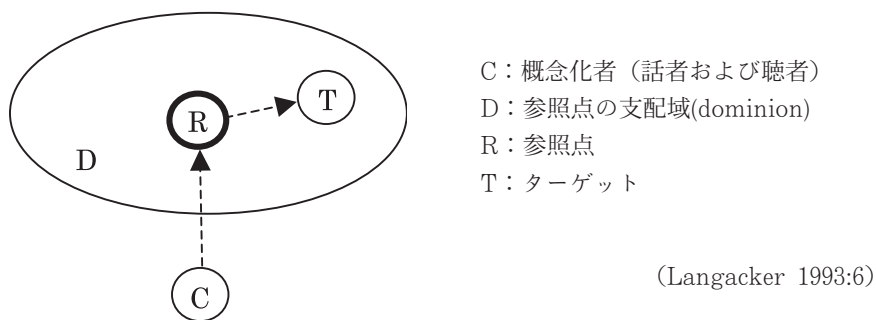 T
R
D
C
C：概念化者（話者および聴者）
D：参照点の支配域(dominion)
R：参照点
T：ターゲット
（Langacker 1993:6）